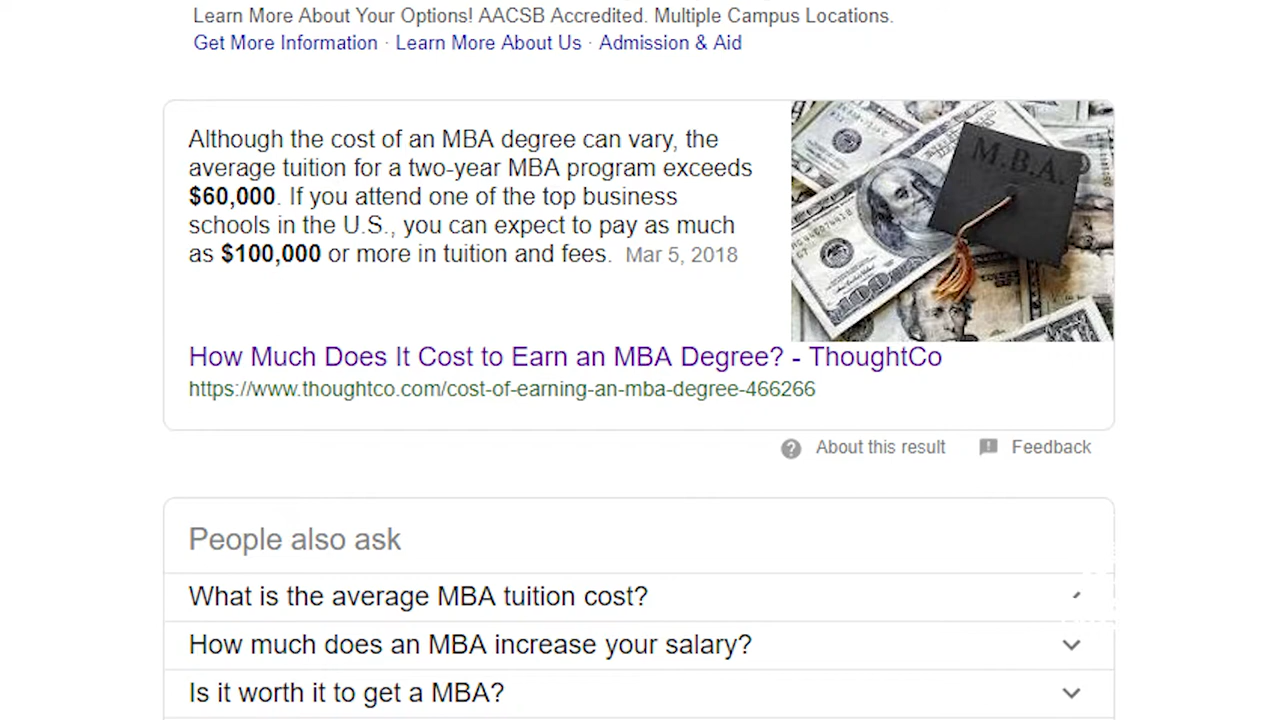 Learn More About Your Options! AACSB Accredited. Multiple Campus Locations.
Get More Information · Learn More About Us · Admission & Aid
Although the cost of an MBA degree can vary, the
average tuition for a two-year MBA program exceeds
$60,000. If you attend one of the top business
schools in the U.S., you can expect to pay as much
as $100,000 or more in tuition and fees. Mar 5, 2018
M.B.A.
100
How Much Does It Cost to Earn an MBA Degree? - ThoughtCo
https://www.thoughtco.com/cost-of-earning-an-mba-degree-466266
About this result
Feedback
People also ask
What is the average MBA tuition cost?
How much does an MBA increase your salary?
Is it worth it to get a MBA?